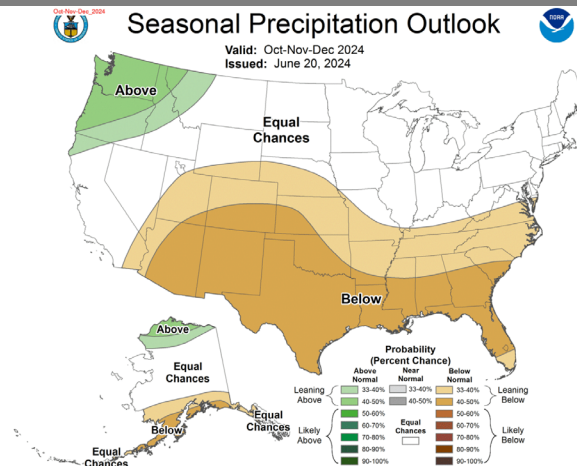 Oct-Nov-Dec_2024
Seasonal Precipitation Outlook
NOAA
Valid: Oct-Nov-Dec 2024
Issued: June 20, 2024
Above
Equal
Chances
Below
Above
Equal
Chances
Below
Equal
Chances
Equal
Chances
Probability
(Percent Chance)
Above Normal
Near Normal
Below Normal
Leaning Above
33-40%
33-40%
33-40%
Leaning Below
40-50%
40-50%
40-50%
Likely Above
50-60%
60-70%
70-80%
80-90%
90-100%
Equal
Chances
50-60%
60-70%
70-80%
80-90%
90-100%
Likely Below